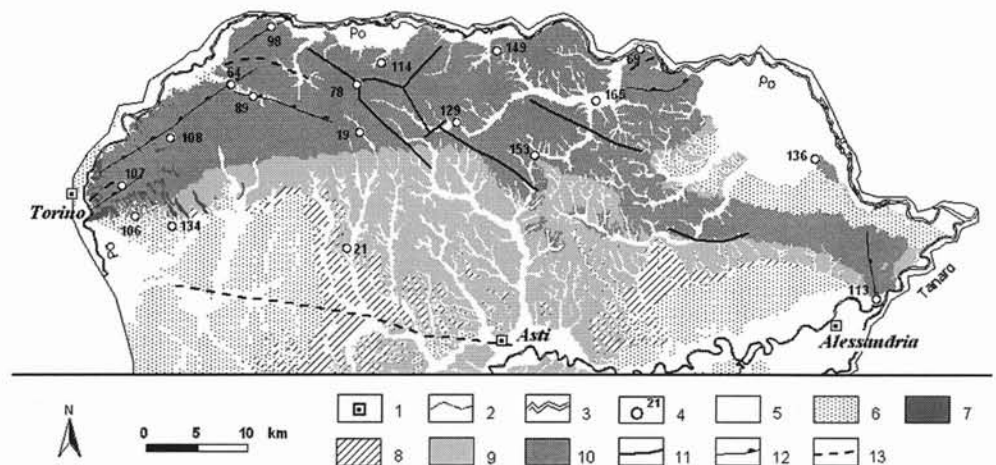 98
Po
149
69
114
64
78
165
Po
89
129
19
108
153
136
107
Torino
106
134
21
Po
113
Tanaro
Asti
Alessandria
N
0 5 10 km
1 2 3 21 4 5 6 7
8 9 10 11 12 13